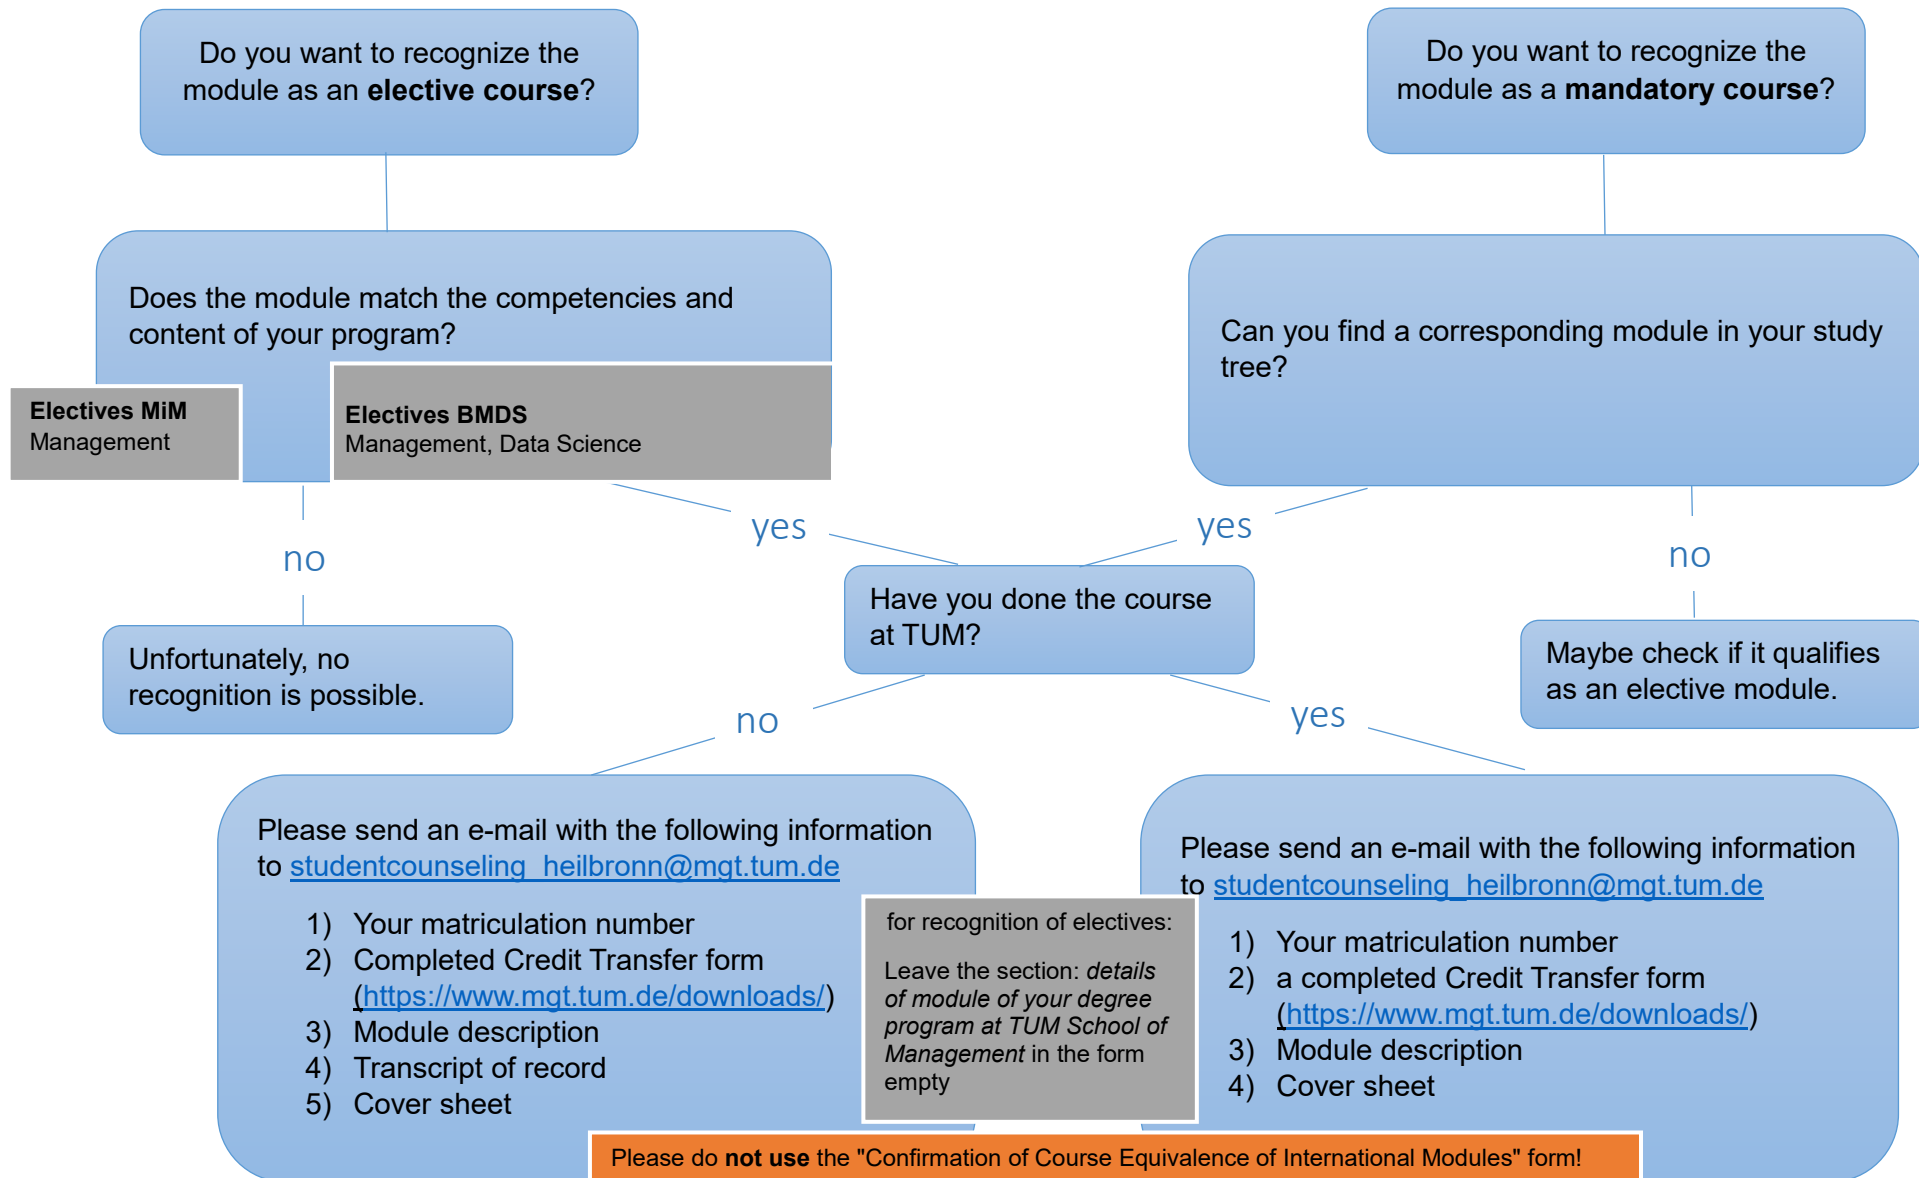 Do you want to recognize the
module as an elective course?
Do you want to recognize the
module as a mandatory course?
Does the module match the competencies and
content of your program?
Electives MiM
Management
Electives BMDS
Management, Data Science
Can you find a corresponding module in your study
tree?
no
yes
yes
no
Unfortunately, no
recognition is possible.
Have you done the course
at TUM?
Maybe check if it qualifies
as an elective module.
no
yes
Please send an e-mail with the following information
to studentcounseling_heilbronn@mgt.tum.de
1) Your matriculation number
2) Completed Credit Transfer form
(https://www.mgt.tum.de/downloads/)
3) Module description
4) Transcript of record
5) Cover sheet
for recognition of electives:
Leave the section: details
of module of your degree
program at TUM School of
Management in the form
empty
Please send an e-mail with the following information
to studentcounseling_heilbronn@mgt.tum.de
1) Your matriculation number
2) a completed Credit Transfer form
(https://www.mgt.tum.de/downloads/)
3) Module description
4) Cover sheet
Please do not use the "Confirmation of Course Equivalence of International Modules" form!